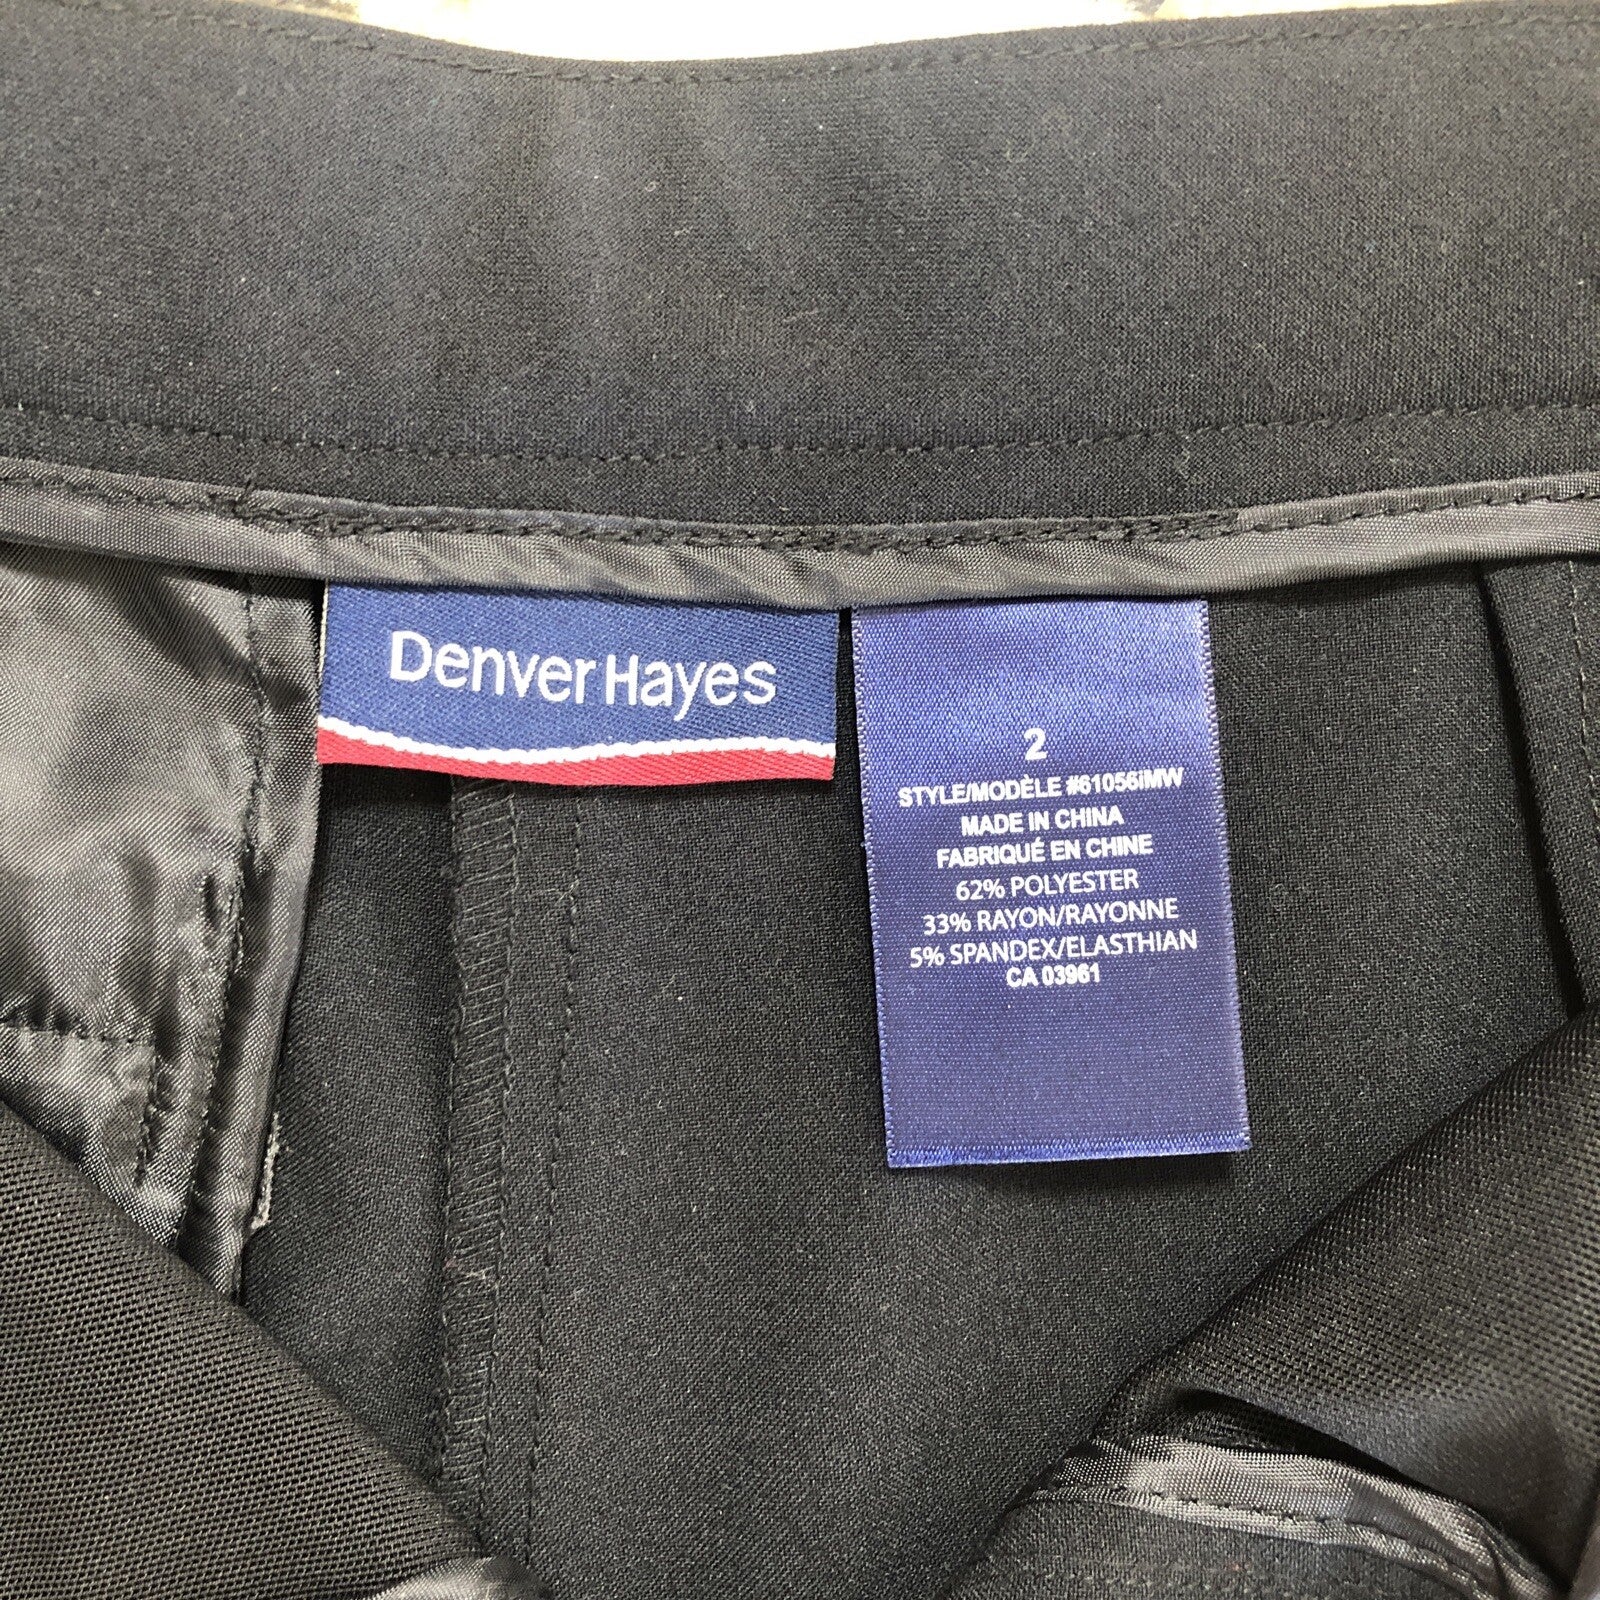 Denver Hayes
2
STYLE/MODÈLE #61056iMW
MADE IN CHINA
FABRIQUÉ EN CHINE
62% POLYESTER
33% RAYON/RAYONNE
5% SPANDEX/ELASTHIAN
CA 03961